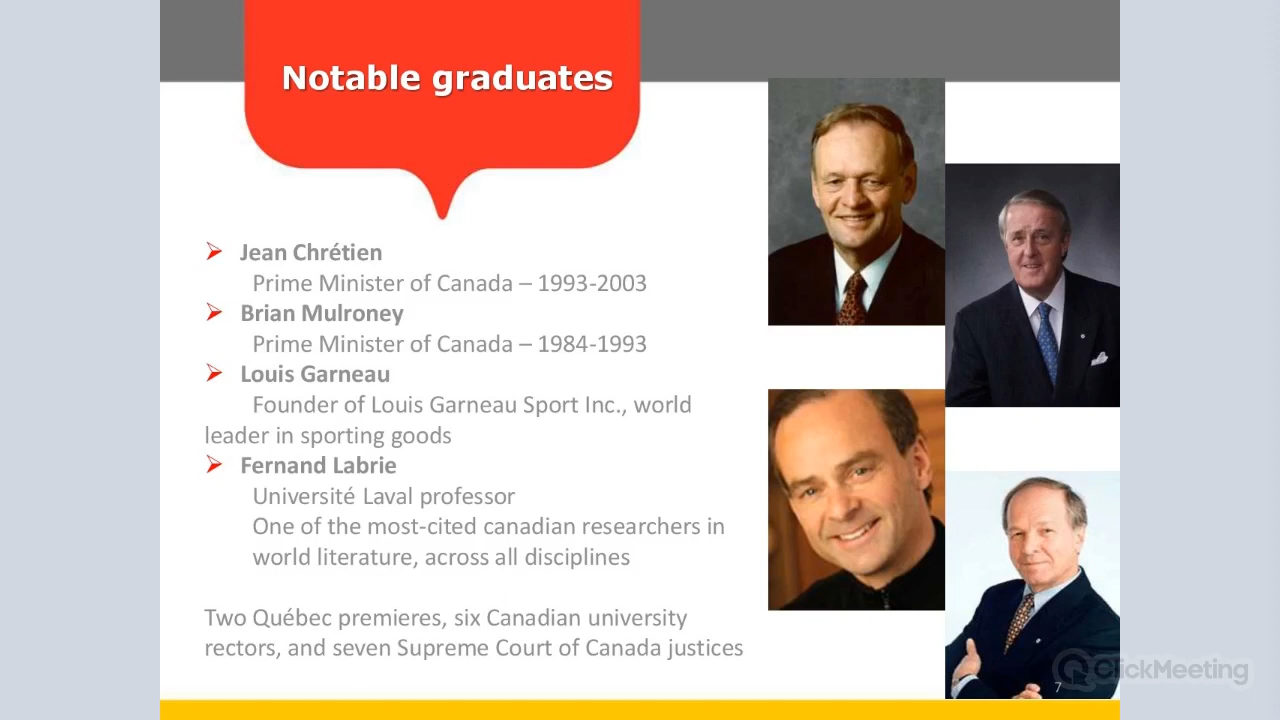 Notable graduates
Jean Chrétien
Prime Minister of Canada – 1993-2003
Brian Mulroney
Prime Minister of Canada – 1984-1993
Louis Garneau
Founder of Louis Garneau Sport Inc., world
leader in sporting goods
Fernand Labrie
Université Laval professor
One of the most-cited canadian researchers in
world literature, across all disciplines
Two Québec premieres, six Canadian university
rectors, and seven Supreme Court of Canada justices
ClickMeeting
7